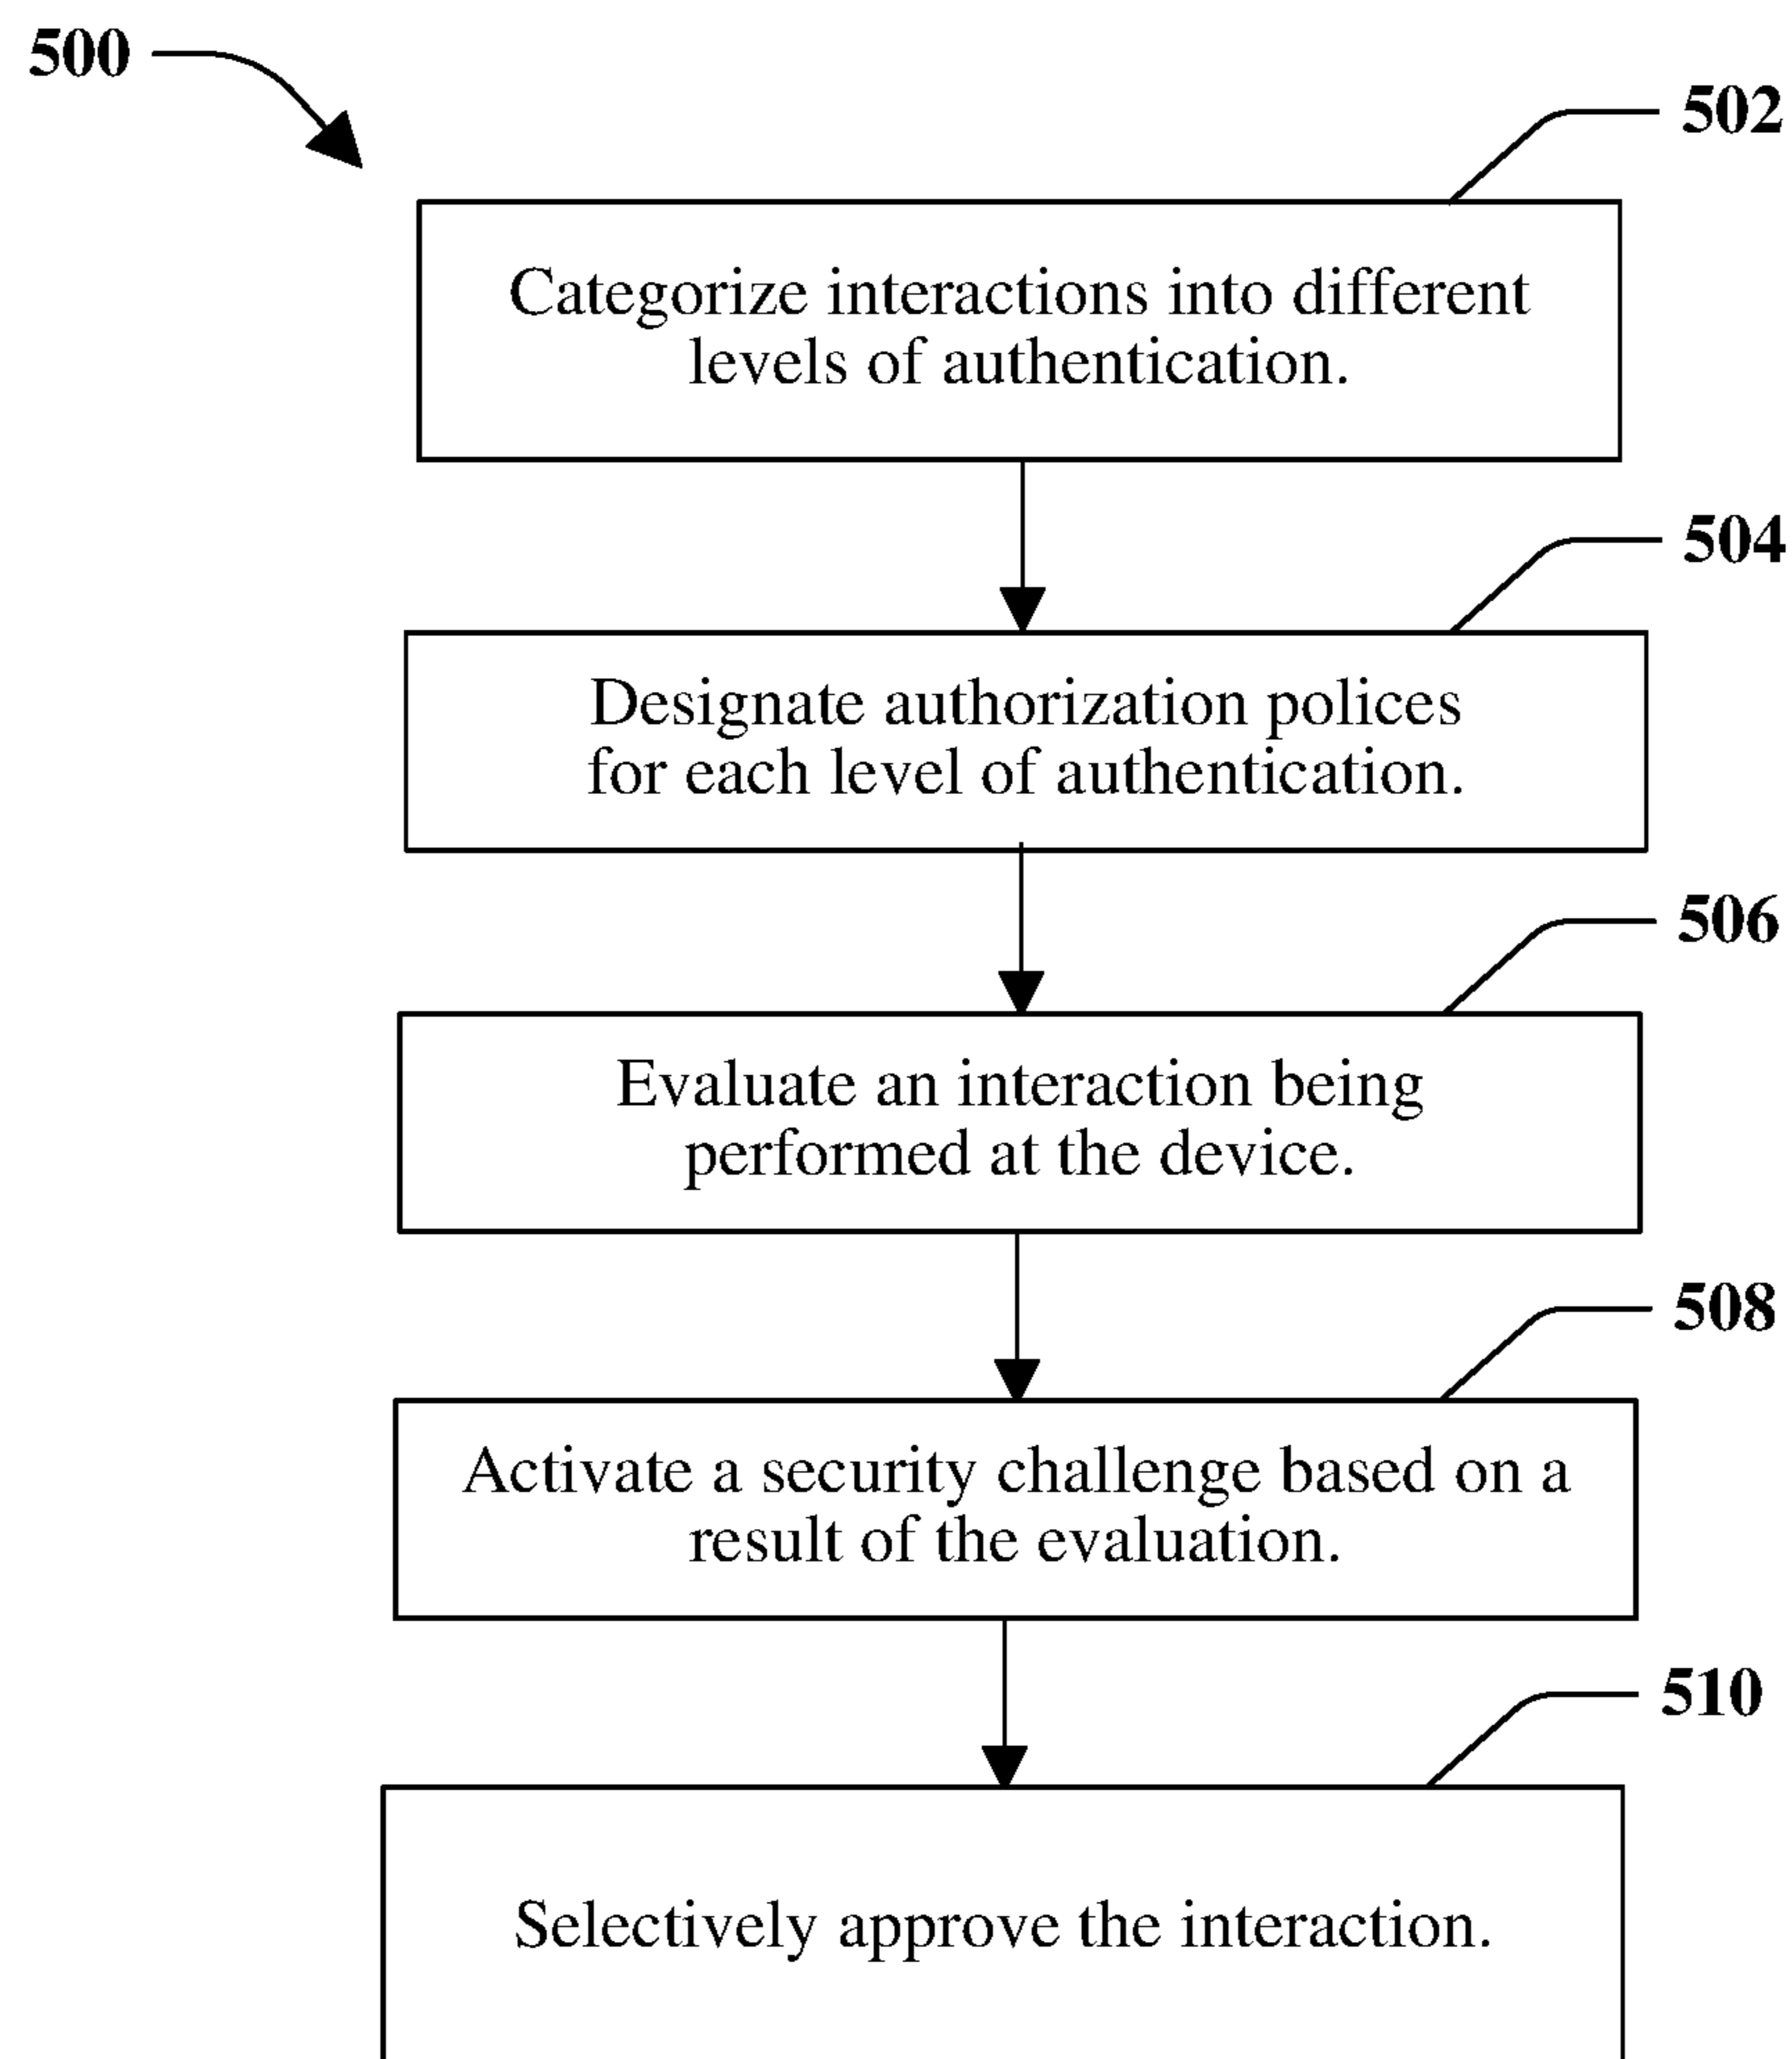 500
502
Categorize interactions into different
levels of authentication.
504
Designate authorization polices
for each level of authentication.
506
Evaluate an interaction being
performed at the device.
508
Activate a security challenge based on a
result of the evaluation.
510
Selectively approve the interaction.